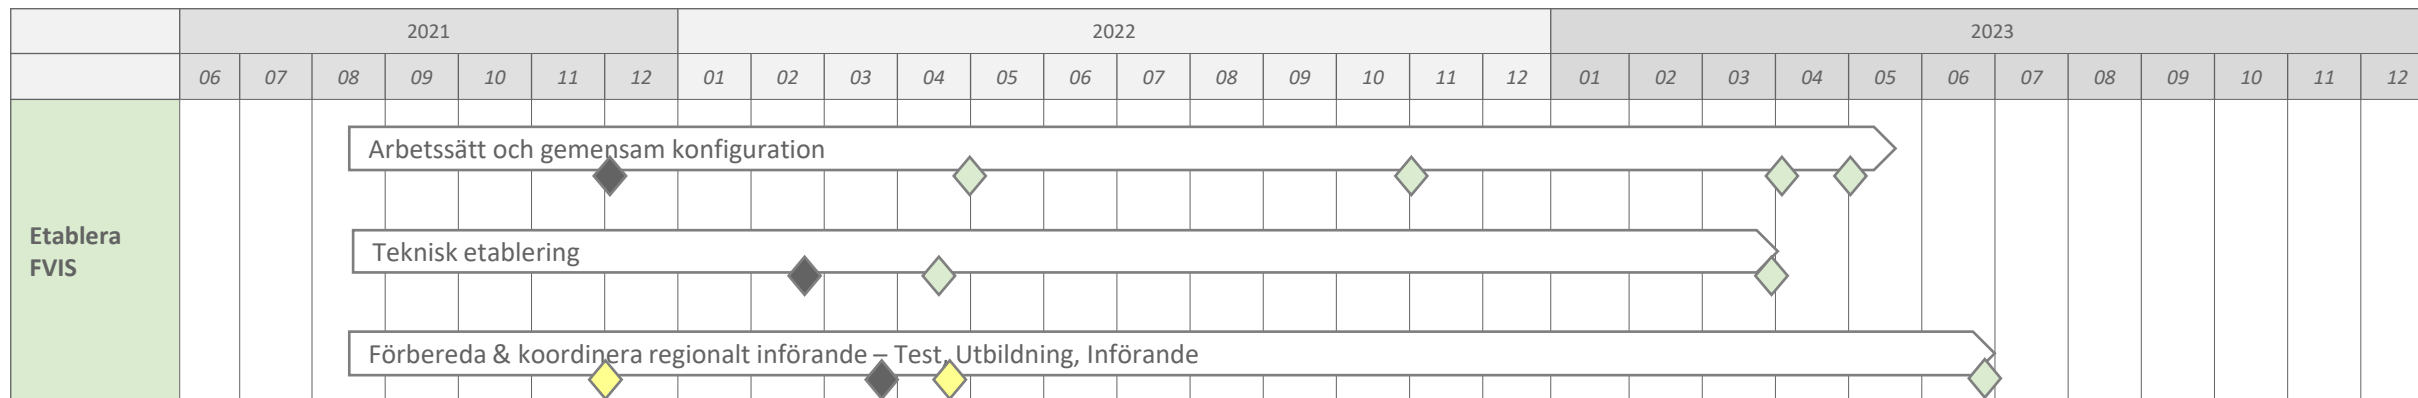 2021 2022 2023
06 07 08 09 10 11 12 01 02 03 04 05 06 07 08 09 10 11 12 01 02 03 04 05 06 07 08 09 10 11 12
Arbetssätt och gemensam konfiguration
Etablera
FVIS
Teknisk etablering
Förbereda & koordinera regionalt införande – Test, Utbildning, Införande